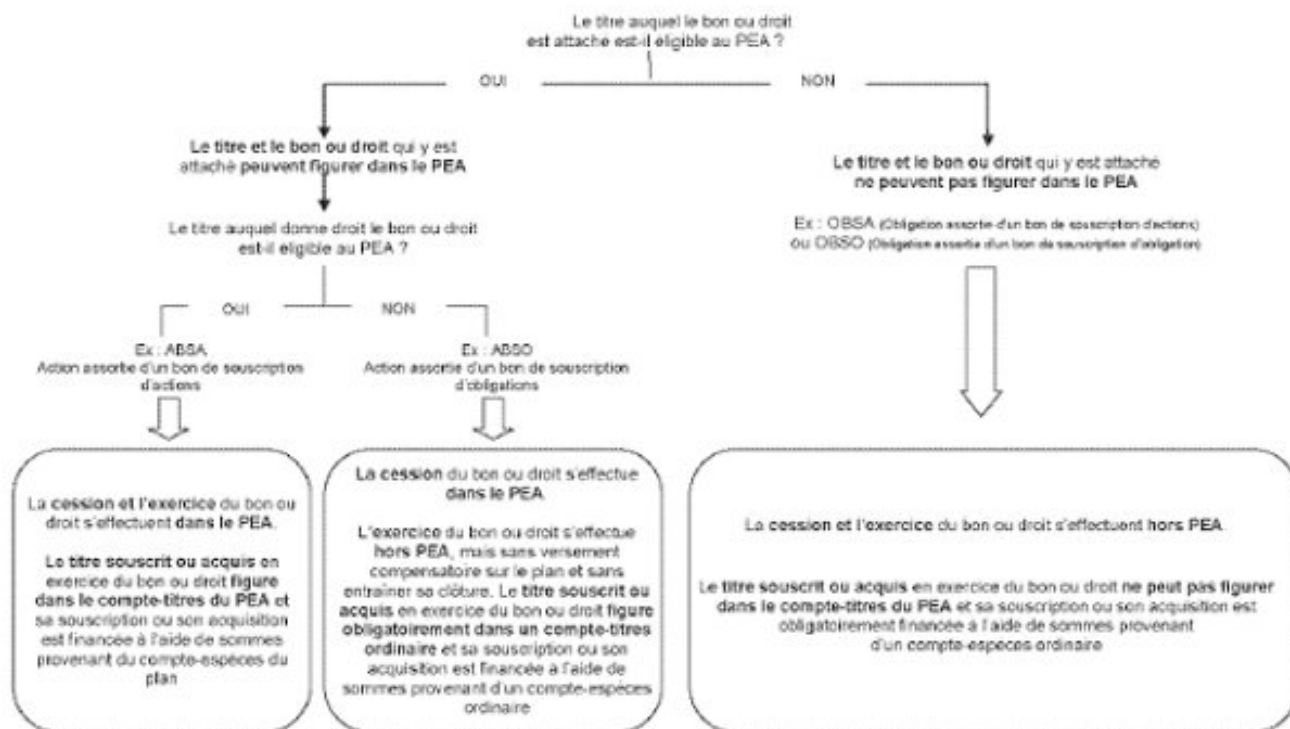 Le titre auquel le bon ou droit
est attaché est-il eligible au PEA ?
OUI
NON
Le titre et le bon ou droit qui y est
attaché peuvent figurer dans le PEA
Le titre auquel donne droit le bon ou droit
est-il eligible au PEA ?
OUI
NON
Ex : ABSA
Action assortie d'un bon de souscription
d'actions
Ex : ABSO
Action assortie d'un bon de souscription
d'obligations
Le titre et le bon ou droit qui y est attaché
ne peuvent pas figurer dans le PEA
Ex : OBSA (Obligation assortie d'un bon de souscription d'actions)
ou OBSO (Obligation assortie d'un bon de souscription d'obligation)
La cession et l'exercice du bon ou
droit s'effectuent dans le PEA.
Le titre souscrit ou acquis en
exercice du bon ou droit figure
dans le compte-titres du PEA et
sa souscription ou son acquisition
est financée à l'aide de sommes
provenant du compte-espèces du
plan
La cession du bon ou droit s'effectue
dans le PEA.
L'exercice du bon ou droit s'effectue
hors PEA, mais sans versement
compensatoire sur le plan et sans
entraîner sa clôture. Le titre souscrit ou
acquis en exercice du bon ou droit figure
obligatoirement dans un compte-titres
ordinaire et sa souscription ou son
acquisition est financée à l'aide de
sommes provenant d'un compte-espèces
ordinaire
La cession et l'exercice du bon ou droit s'effectuent hors PEA.
Le titre souscrit ou acquis en exercice du bon ou droit ne peut pas figurer
dans le compte-titres du PEA et sa souscription ou son acquisition est
obligatoirement financée à l'aide de sommes provenant
d'un compte-especes ordinaire